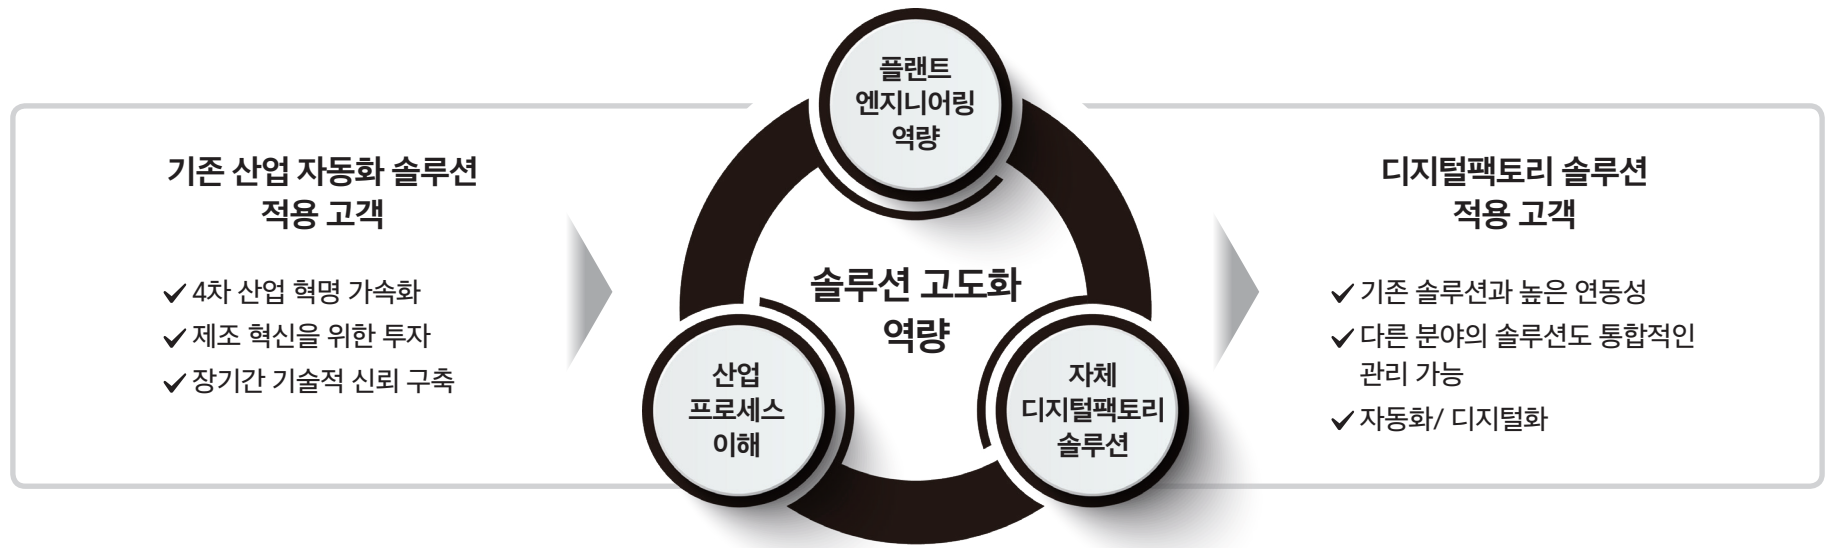 기존 산업 자동화 솔루션
적용 고객
4차 산업 혁명 가속화
제조 혁신을 위한 투자
장기간 기술적 신뢰 구축
플랜트
엔지니어링
역량
솔루션 고도화
역량
산업
프로세스
이해
자체
디지털팩토리
솔루션
디지털팩토리 솔루션
적용 고객
기존 솔루션과 높은 연동성
다른 분야의 솔루션도 통합적인
관리 가능
자동화/ 디지털화